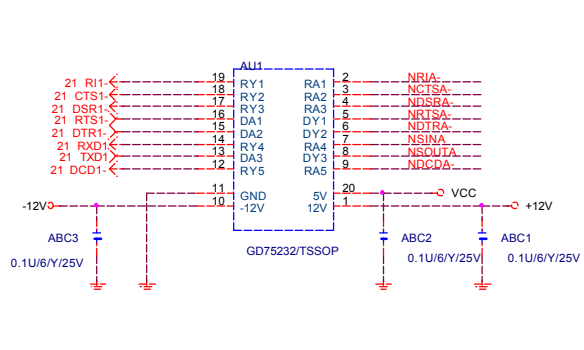 AU1
21 RI1- 19 RY1 RA1 2 NRIA-
21 CTS1- 18 RY2 RA2 3 NCTSA-
21 DSR1- 17 RY3 RA3 4 NDSRA-
21 RTS1- 16 DA1 DY1 5 NRTSA-
21 DTR1- 15 DA2 DY2 6 NDTRA-
21 RXD1 14 RY4 RA4 7 NSINA
21 TXD1 13 DA3 DY3 8 NSOUTA
21 DCD1- 12 RY5 RA5 9 NDCDA-
11 GND 5V 20 VCC
-12V 10 -12V 12V 1 +12V
ABC3 ABC2 ABC1
GD75232/TSSOP
0.1U/6/Y/25V 0.1U/6/Y/25V 0.1U/6/Y/25V